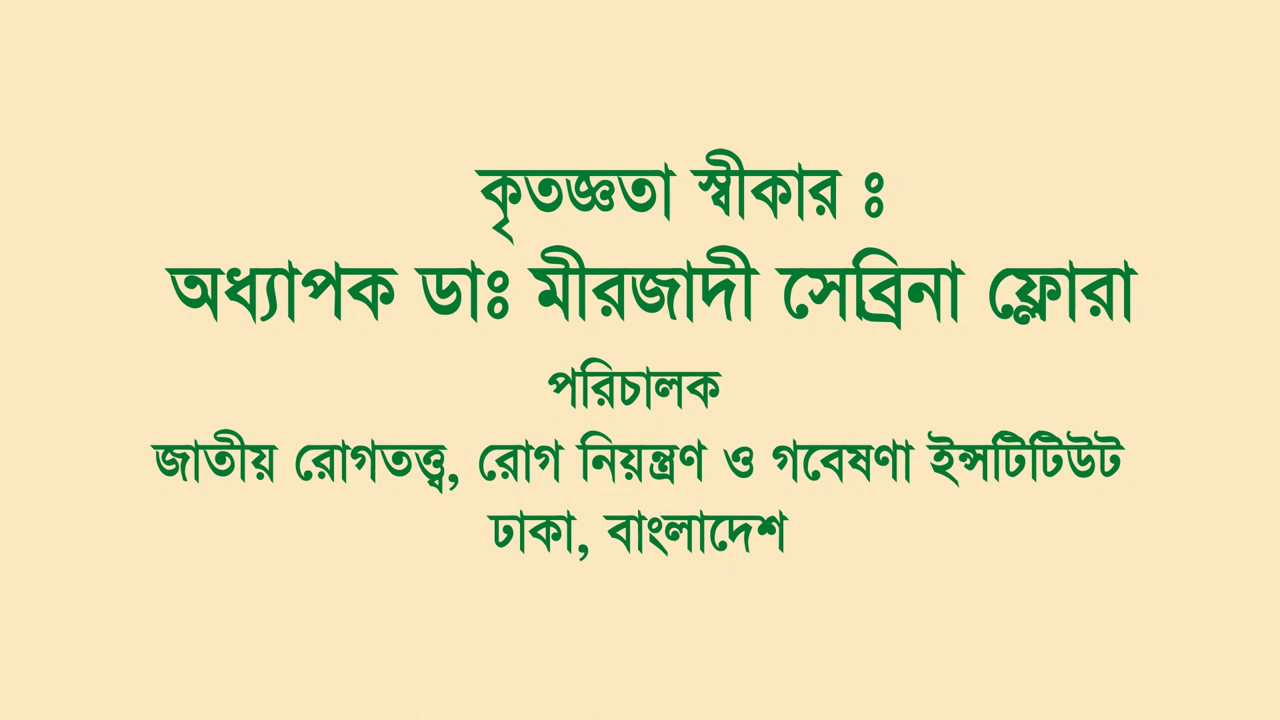 কৃতজ্ঞতা স্বীকার ঃ
অধ্যাপক ডাঃ মীরজাদী সেব্রিনা ফ্লোরা
পরিচালক
জাতীয় রোগতত্ত্ব, রোগ নিয়ন্ত্রণ ও গবেষণা ইন্সটিটিউট
ঢাকা, বাংলাদেশ